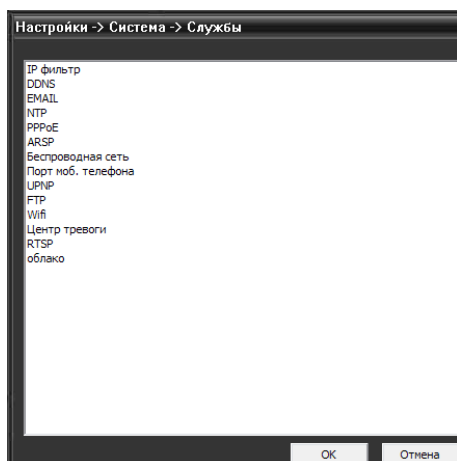 Настройки -> Система -> Службы
IP фильтр
DDNS
EMAIL
NTP
PPPoE
ARSP
Беспроводная сеть
Порт моб. телефона
UPNP
FTP
Wifi
Центр тревоги
RTSP
облако
OK
Отмена